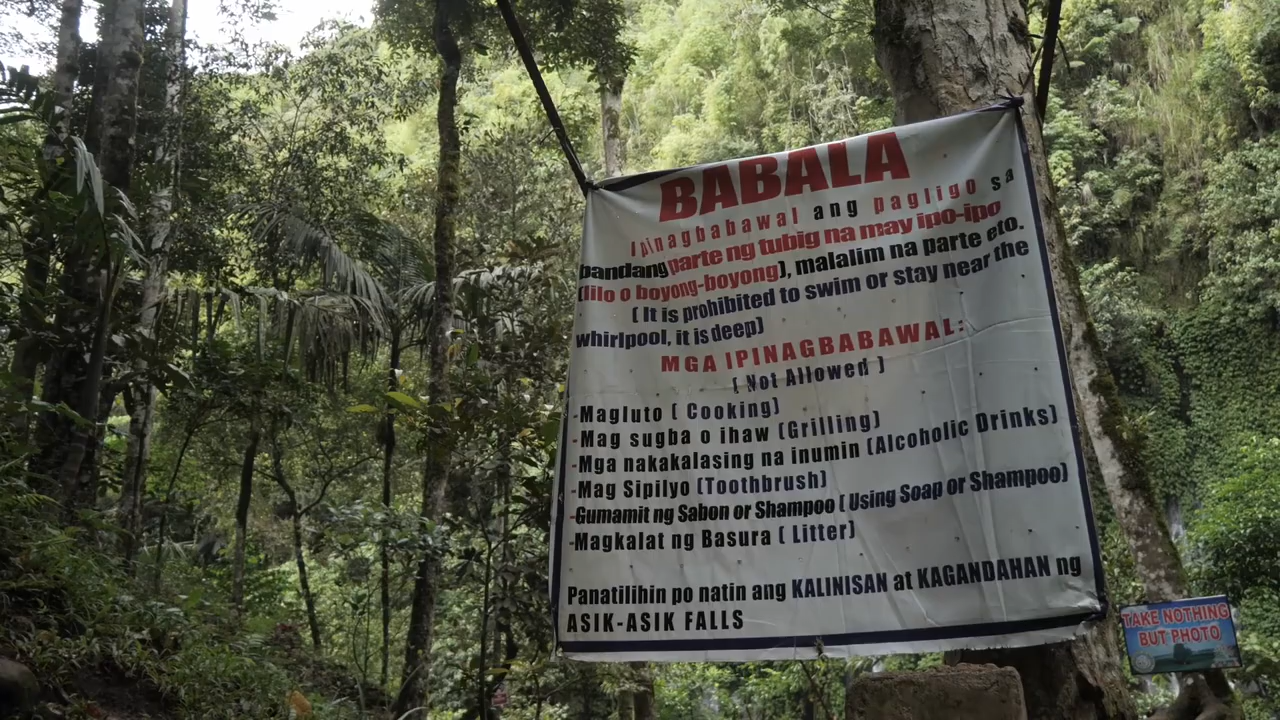 BABALA
Ipinagbabawal ang pagligo sa
bandang parte ng tubig na may ipo-ipo
(lilo o boyong-boyong), malalim na parte eto.
( It is prohibited to swim or stay near the
whirlpool, it is deep)
MGA IPINAGBABAWAL:
( Not Allowed )
-Magluto ( Cooking)
-Mag sugba o ihaw (Grilling)
-Mga nakakalasing na inumin (Alcoholic Drinks)
-Mag Sipilyo (Toothbrush)
-Gumamit ng Sabon or Shampoo ( Using Soap or Shampoo)
-Magkalat ng Basura ( Litter)
Panatilihin po natin ang KALINISAN at KAGANDAHAN ng
ASIK-ASIK FALLS
TAKE NOTHING
BUT PHOTO